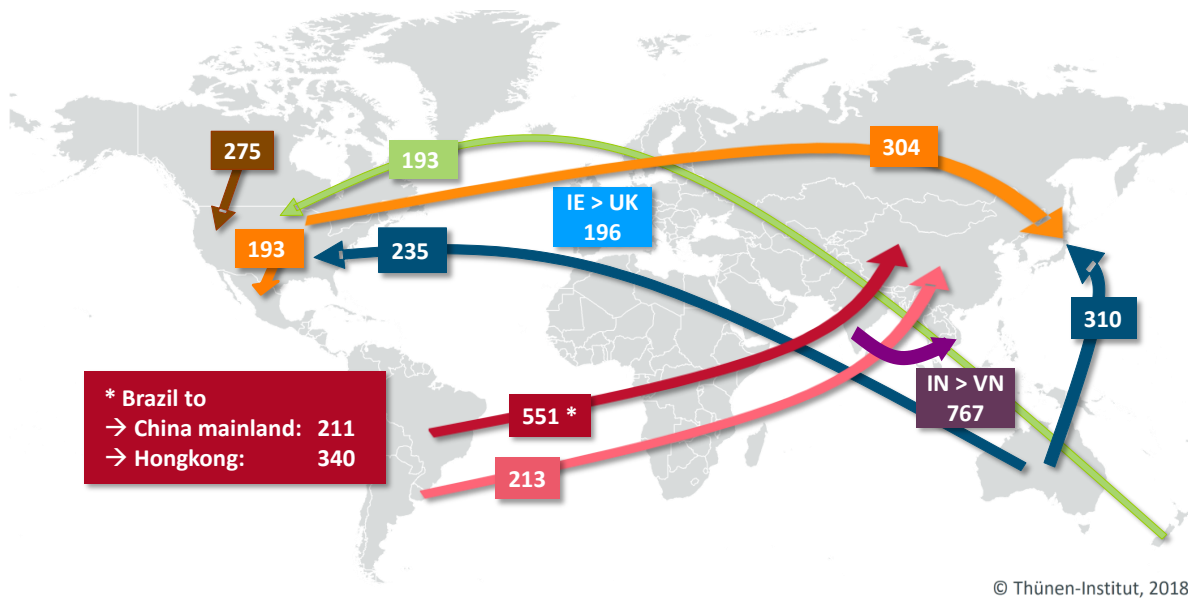 275
193
304
IE > UK
196
193
235
310
IN > VN
767
* Brazil to
→ China mainland: 211
→ Hongkong: 340
551 *
213
© Thünen-Institut, 2018